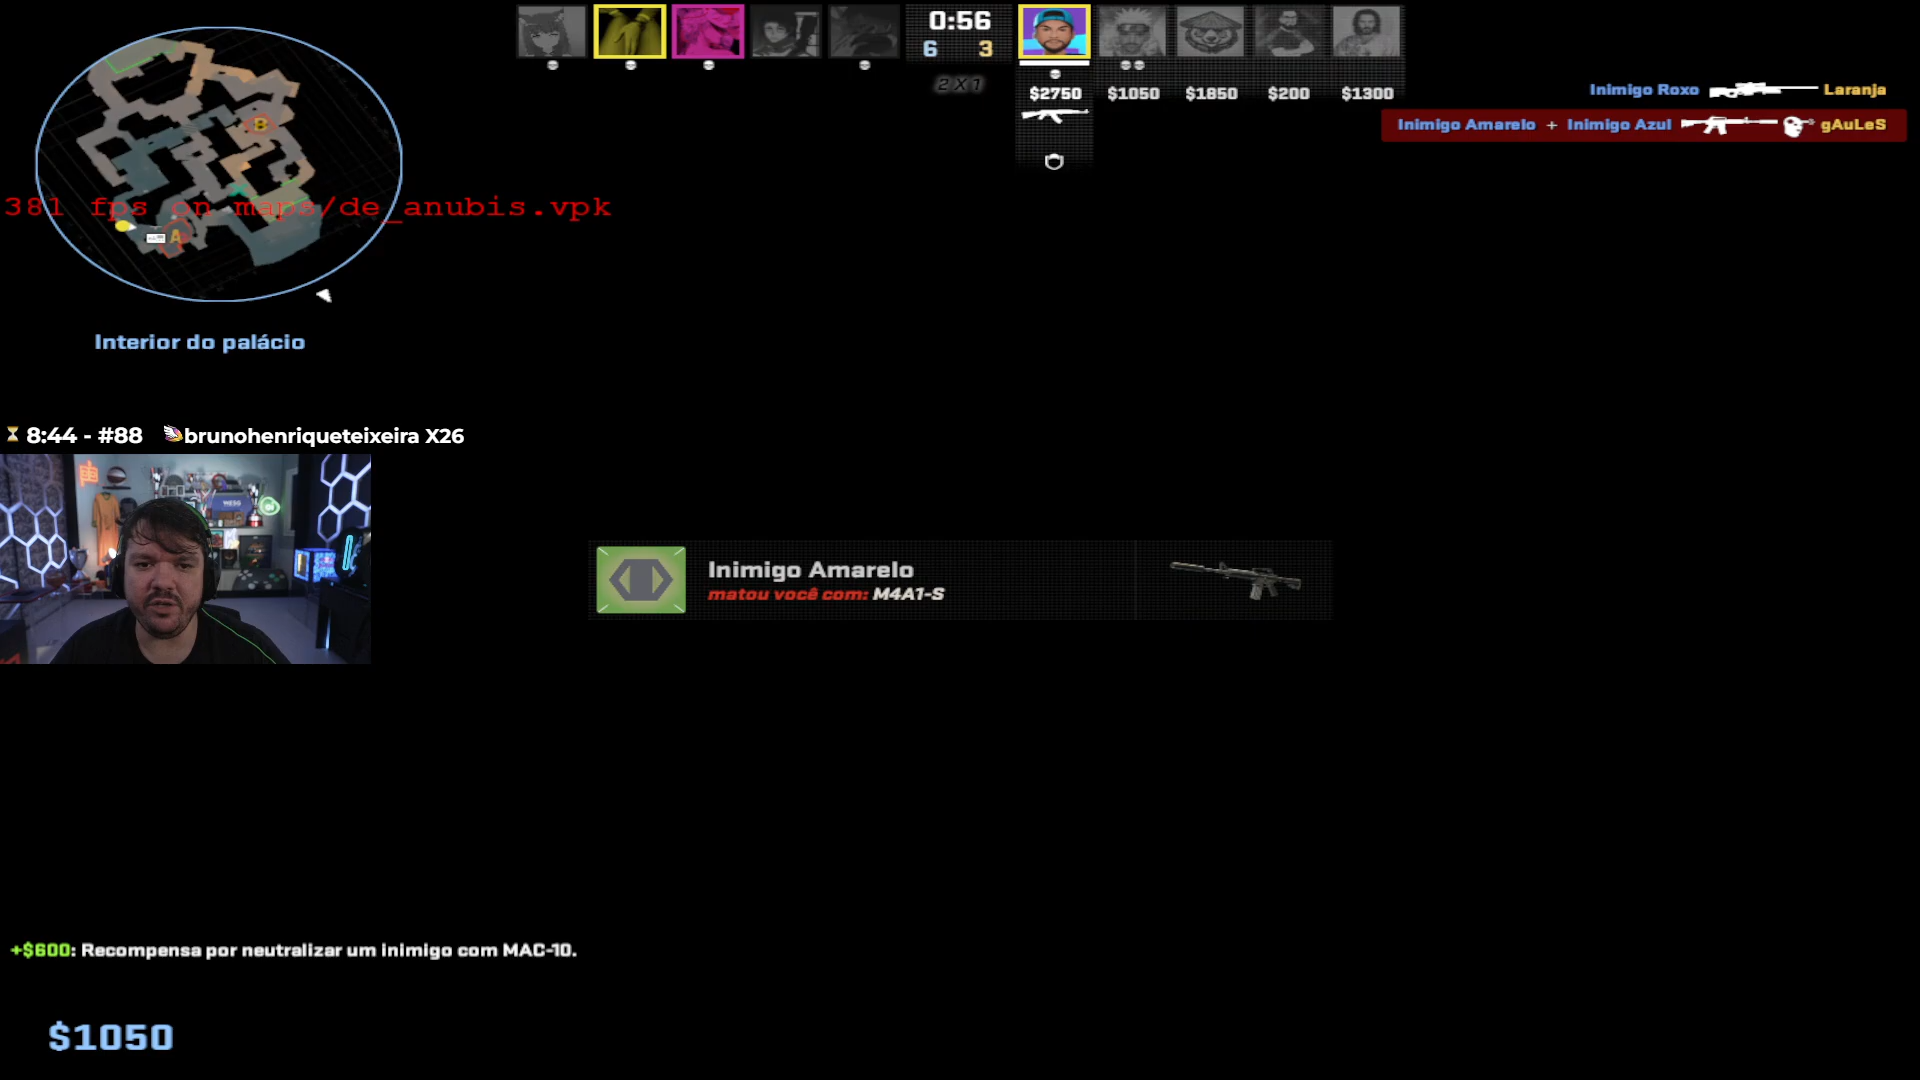 0:56
6 3
2 X 1
$2750 $1050 $1850 $200 $1300
Inimigo Roxo Laranja
Inimigo Amarelo + Inimigo Azul gAuLeS
B
A
381 fps on maps/de_anubis.vpk
Interior do palácio
8:44 - #88 brunohenriqueteixeira X26
Inimigo Amarelo
matou você com: M4A1-S
+$600: Recompensa por neutralizar um inimigo com MAC-10.
$1050